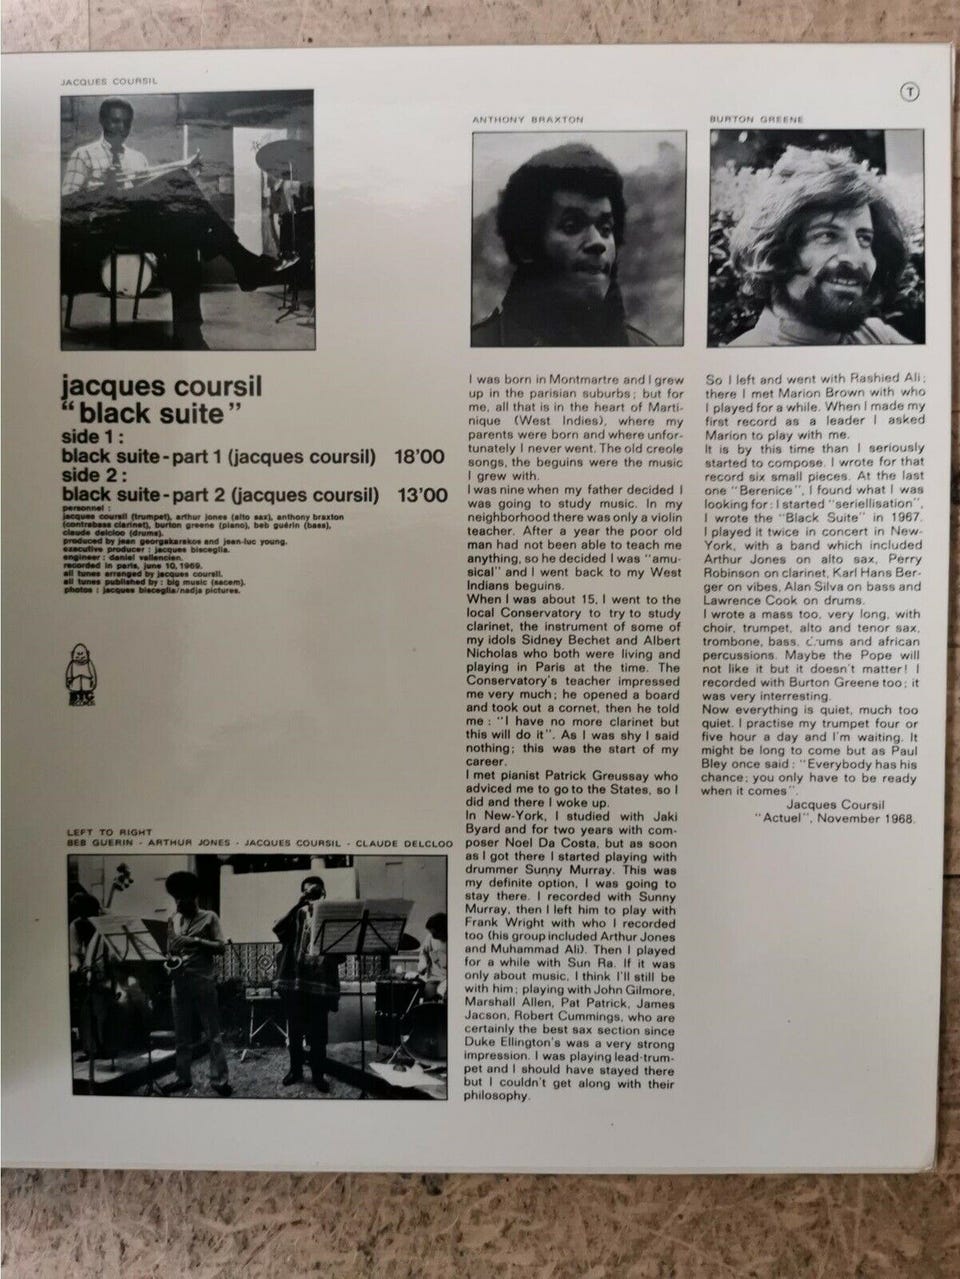 JACQUES COURSIL
T
ANTHONY BRAXTON
BURTON GREENE
jacques coursil
“black suite”
side 1 :
black suite - part 1 (jacques coursil) 18'00
side 2 :
black suite - part 2 (jacques coursil) 13'00
personnel :
jacques coursil (trumpet), arthur jones (alto sax), anthony braxton
(contrabass clarinet), burton greene (piano), beb guérin (bass),
claude delcloo (drums).
produced by jean georgakarakos and jean-luc young.
executive producer : jacques bisceglia.
engineer : daniel vallencien.
recorded in paris, june 10, 1969.
all tunes arranged by jacques coursil.
all tunes published by : big music (sacem).
photos : jacques bisceglia/nadja pictures.
BYG
RECORDS
LEFT TO RIGHT
BEB GUERIN - ARTHUR JONES - JACQUES COURSIL - CLAUDE DELCLOO
I was born in Montmartre and I grew
up in the parisian suburbs; but for
me, all that is in the heart of Marti-
nique (West Indies), where my
parents were born and where unfor-
tunately I never went. The old creole
songs, the beguins were the music
I grew with.
I was nine when my father decided I
was going to study music. In my
neighborhood there was only a violin
teacher. After a year the poor old
man had not been able to teach me
anything, so he decided I was “amu-
sical” and I went back to my West
Indians beguins.
When I was about 15, I went to the
local Conservatory to try to study
clarinet, the instrument of some of
my idols Sidney Bechet and Albert
Nicholas who both were living and
playing in Paris at the time. The
Conservatory's teacher impressed
me very much; he opened a board
and took out a cornet, then he told
me : “I have no more clarinet but
this will do it”. As I was shy I said
nothing; this was the start of my
career.
I met pianist Patrick Greussay who
adviced me to go to the States, so I
did and there I woke up.
In New-York, I studied with Jaki
Byard and for two years with com-
poser Noel Da Costa, but as soon
as I got there I started playing with
drummer Sunny Murray. This was
my definite option, I was going to
stay there. I recorded with Sunny
Murray, then I left him to play with
Frank Wright with who I recorded
too (his group included Arthur Jones
and Muhammad Ali). Then I played
for a while with Sun Ra. If it was
only about music, I think I'll still be
with him; playing with John Gilmore,
Marshall Allen, Pat Patrick, James
Jacson, Robert Cummings, who are
certainly the best sax section since
Duke Ellington's was a very strong
impression. I was playing lead-trum-
pet and I should have stayed there
but I couldn't get along with their
philosophy.
So I left and went with Rashied Ali;
there I met Marion Brown with who
I played for a while. When I made my
first record as a leader I asked
Marion to play with me.
It is by this time than I seriously
started to compose. I wrote for that
record six small pieces. At the last
one “Berenice”, I found what I was
looking for : I started “seriellisation”,
I wrote the “Black Suite” in 1967.
I played it twice in concert in New-
York, with a band which included
Arthur Jones on alto sax, Perry
Robinson on clarinet, Karl Hans Ber-
ger on vibes, Alan Silva on bass and
Lawrence Cook on drums.
I wrote a mass too, very long, with
choir, trumpet, alto and tenor sax,
trombone, bass, drums and african
percussions. Maybe the Pope will
not like it but it doesn't matter! I
recorded with Burton Greene too; it
was very interresting.
Now everything is quiet, much too
quiet. I practise my trumpet four or
five hour a day and I'm waiting. It
might be long to come but as Paul
Bley once said : “Everybody has his
chance; you only have to be ready
when it comes”.
Jacques Coursil
“Actuel”, November 1968.